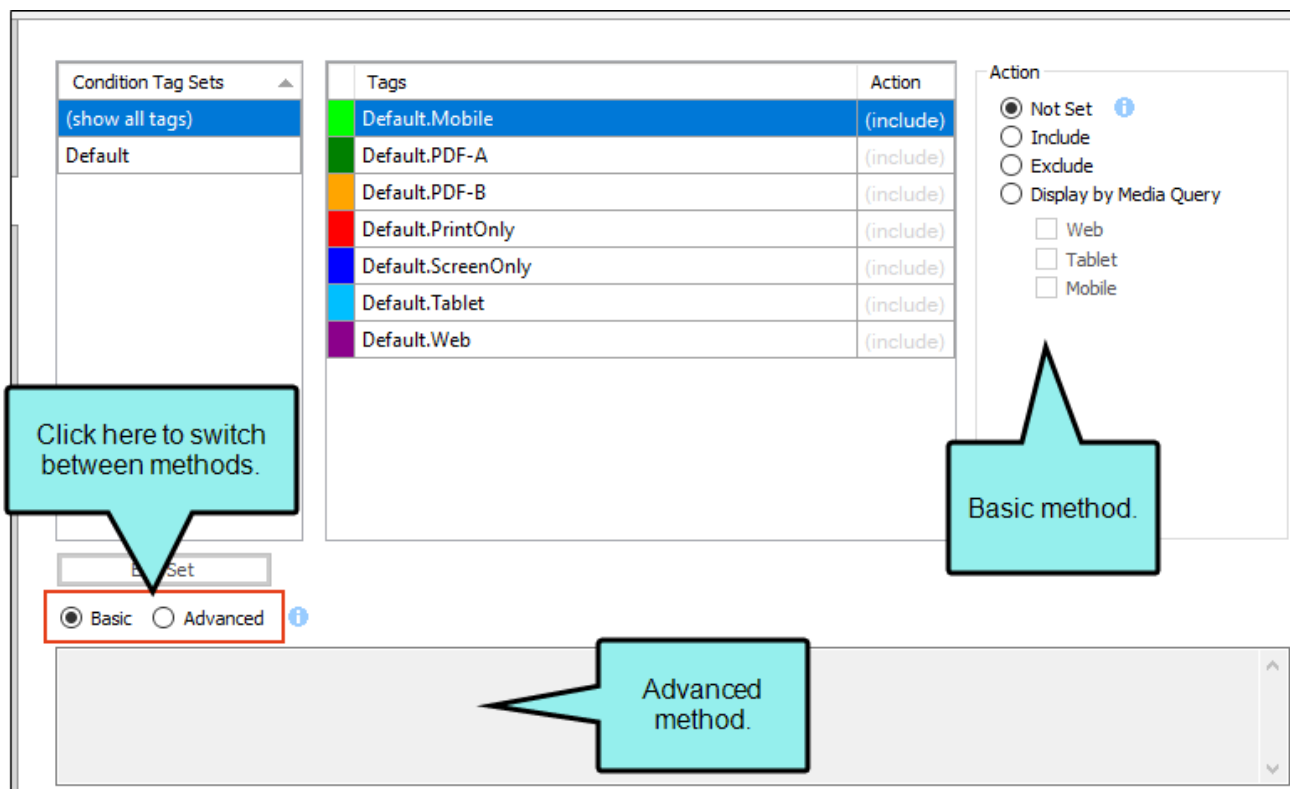 Condition Tag Sets
(show all tags)
Default
Tags Action
Default.Mobile (include)
Default.PDF-A (include)
Default.PDF-B (include)
Default.PrintOnly (include)
Default.ScreenOnly (include)
Default.Tablet (include)
Default.Web (include)
Action
Not Set
Include
Exclude
Display by Media Query
Web
Tablet
Mobile
Click here to switch
between methods.
Basic method.
Set
Basic Advanced
Advanced
method.